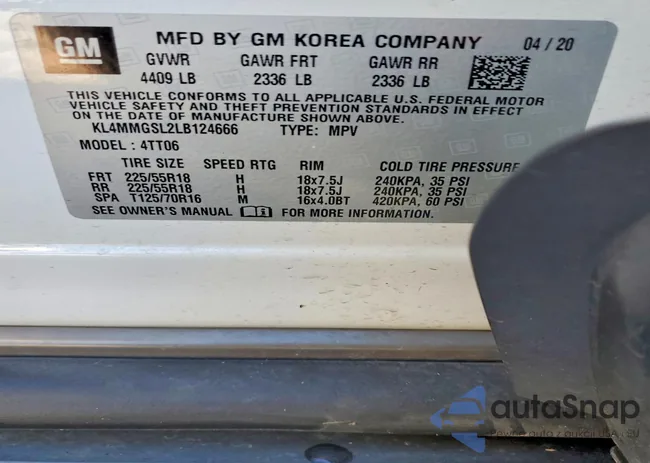 GM
MFD BY GM KOREA COMPANY 04 / 20
GVWR GAWR FRT GAWR RR
4409 LB 2336 LB 2336 LB
THIS VEHICLE CONFORMS TO ALL APPLICABLE U.S. FEDERAL MOTOR
VEHICLE SAFETY AND THEFT PREVENTION STANDARDS IN EFFECT
ON THE DATE OF MANUFACTURE SHOWN ABOVE.
KL4MMGSL2LB124666 TYPE: MPV
MODEL : 4TT06
TIRE SIZE SPEED RTG RIM COLD TIRE PRESSURE
FRT 225/55R18 H 18x7.5J 240KPA, 35 PSI
RR 225/55R18 H 18x7.5J 240KPA, 35 PSI
SPA T125/70R16 M 16x4.0BT 420KPA, 60 PSI
SEE OWNER'S MANUAL FOR MORE INFORMATION.
autaSnap